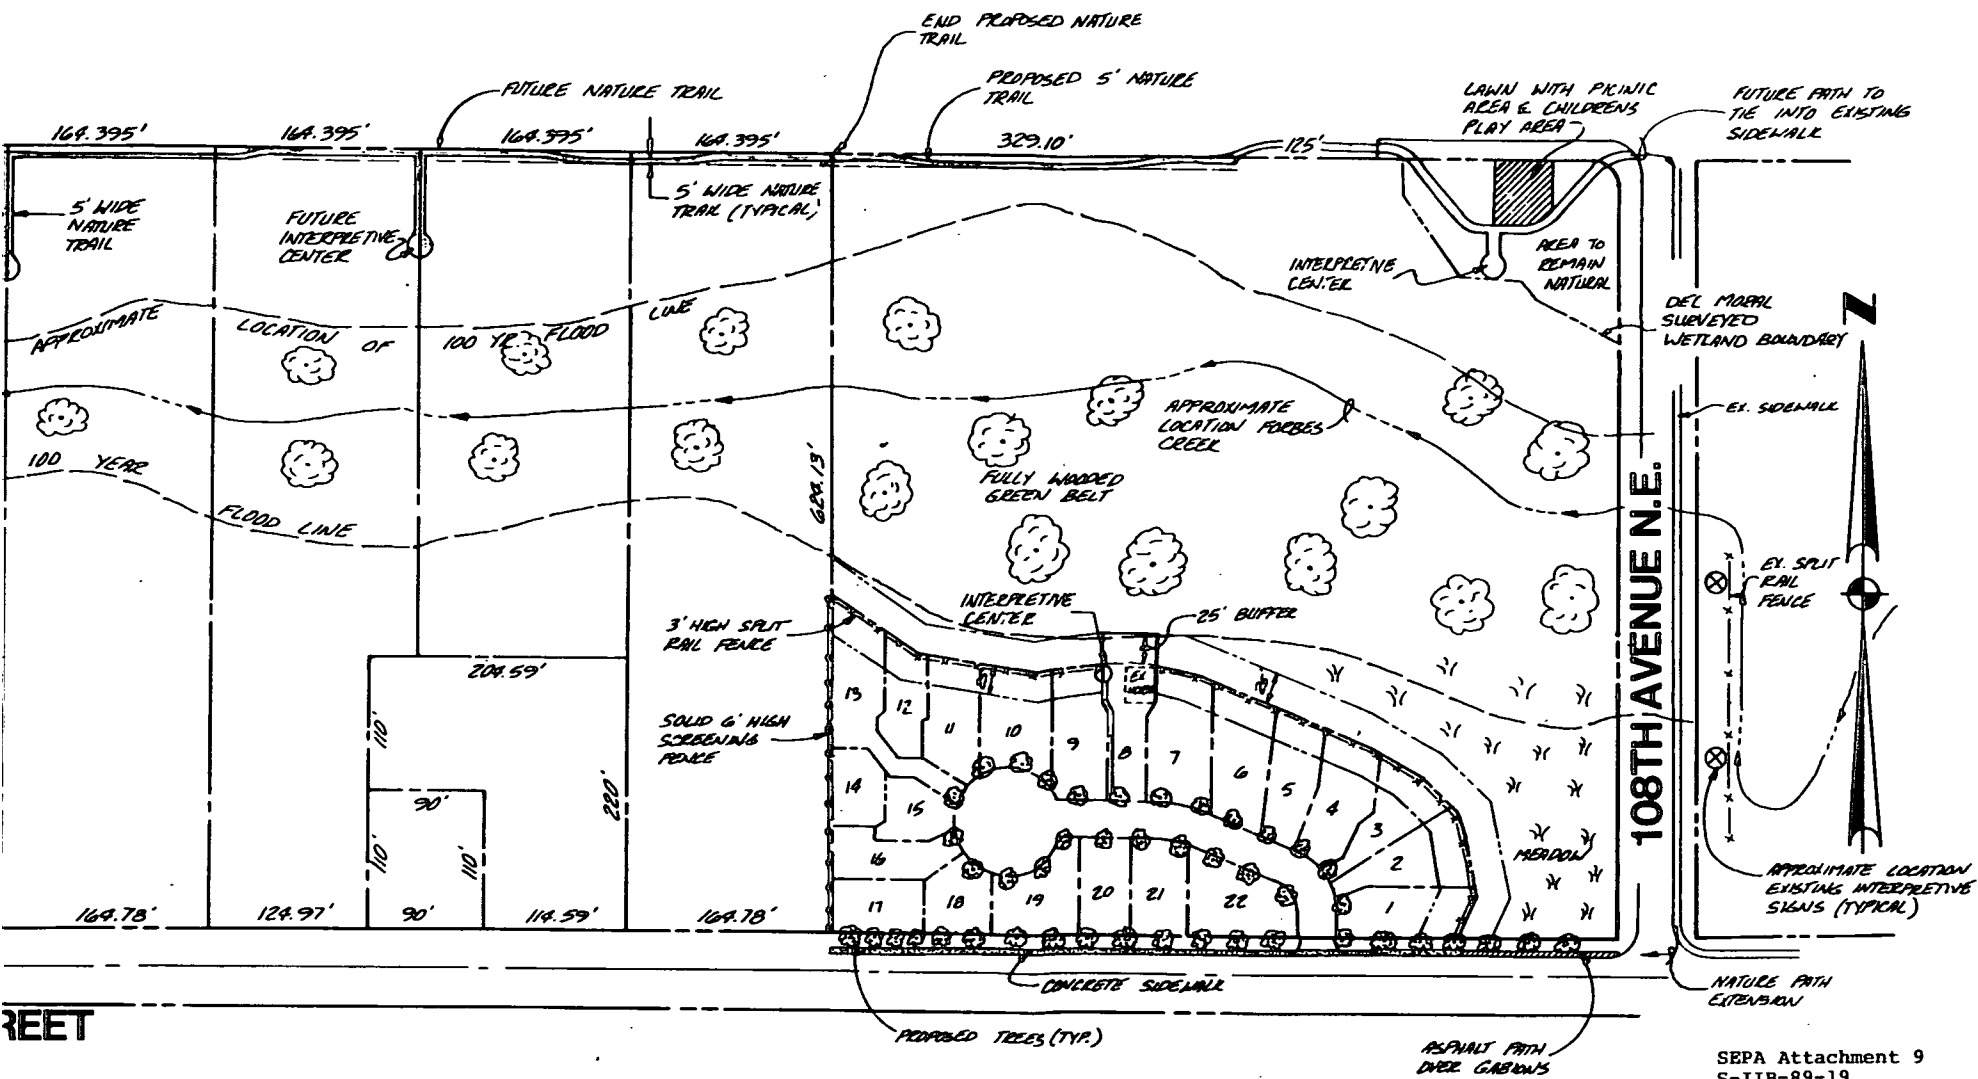 END PROPOSED NATURE
TRAIL
FUTURE NATURE TRAIL
PROPOSED 5' NATURE
TRAIL
LAWN WITH PICINIC
AREA & CHILDRENS
PLAY AREA
FUTURE PATH TO
TIE INTO EXISTING
SIDEWALK
164.395'
164.395'
164.395'
164.395'
329.10'
125'
5' WIDE
NATURE
TRAIL
FUTURE
INTERPRETIVE
CENTER
5' WIDE NATURE
TRAIL (TYPICAL)
INTERPRETIVE
CENTER
AREA TO
REMAIN
NATURAL
DEL MORAL
SURVEYED
WETLAND BOUNDARY
N
APPROXIMATE LOCATION OF 100 YR FLOOD LINE
EX. SIDEWALK
APPROXIMATE
LOCATION FORBES
CREEK
100 YEAR
FLOOD LINE
FULLY WOODED
GREEN BELT
108TH AVENUE N.E.
EX. SPLIT
RAIL
FENCE
INTERPRETIVE
CENTER
25' BUFFER
3' HIGH SPLIT
RAIL FENCE
204.59'
110'
SOLID 6' HIGH
SCREENING
FENCE
13
12
11
10
9
8
7
6
5
4
3
2
1
14
15
16
17
18
19
20
21
22
EX
90'
110'
110'
220'
MEADOW
APPROXIMATE LOCATION
EXISTING INTERPRETIVE
SIGNS (TYPICAL)
164.78'
124.97'
90'
114.59'
164.78'
CONCRETE SIDEWALK
NATURE PATH
EXTENSION
REET
PROPOSED TREES (TYP.)
ASPHALT PATH
OVER GABIONS
SEPA Attachment 9
S-IIB-89-19